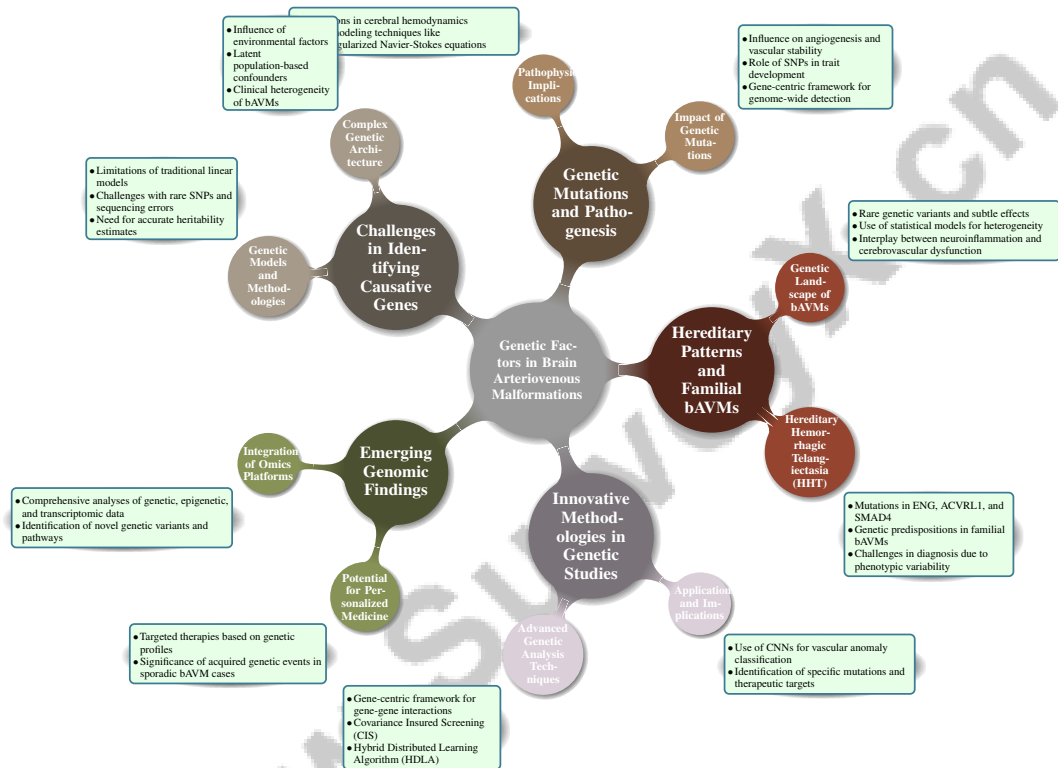 • Influence of
environmental factors
• Latent
population-based
confounders
• Clinical heterogeneity
of bAVMs
in cerebral hemodynamics
techniques like
Navier-Stokes equations
• Influence on angiogenesis and
vascular stability
• Role of SNPs in trait
development
• Gene-centric framework for
genome-wide detection
Impli-
cations
Impact of
Genetic
Muta-
tions
Complex
Genetic
Archi-
tecture
Genetic
Mutations
and Patho-
genesis
• Limitations of traditional linear
models
• Challenges with rare SNPs and
sequencing errors
• Need for accurate heritability
estimates
Challenges
in Iden-
tifying
Causative
Genes
Genetic
Models
and
Method-
ologies
• Rare genetic variants and subtle effects
• Use of statistical models for heterogeneity
• Interplay between neuroinflammation and
cerebrovascular dysfunction
Genetic
Land-
scape of
bAVMs
Genetic Fac-
tors in Brain
Arteriovenous
Malformations
Hereditary
Patterns
and
Familial
bAVMs
Hereditary
Hemor-
rhagic
Telang-
iectasia
(HHT)
Integration
of Omics
Platforms
Emerging
Genomic
Findings
• Comprehensive analyses of genetic, epigenetic,
and transcriptomic data
• Identification of novel genetic variants and
pathways
Innovative
Method-
ologies in
Genetic
Studies
• Mutations in ENG, ACVRL1, and
SMAD4
• Genetic predispositions in familial
bAVMs
• Challenges in diagnosis due to
phenotypic variability
Potential
for Per-
sonalized
Medicine
Application
and Im-
plications
• Targeted therapies based on genetic
profiles
• Significance of acquired genetic events in
sporadic bAVM cases
Advanced
Genetic
Analysis
Tech-
niques
• Use of CNNs for vascular anomaly
classification
• Identification of specific mutations and
therapeutic targets
• Gene-centric framework for
gene-gene interactions
• Covariance Insured Screening
(CIS)
• Hybrid Distributed Learning
Algorithm (HDLA)